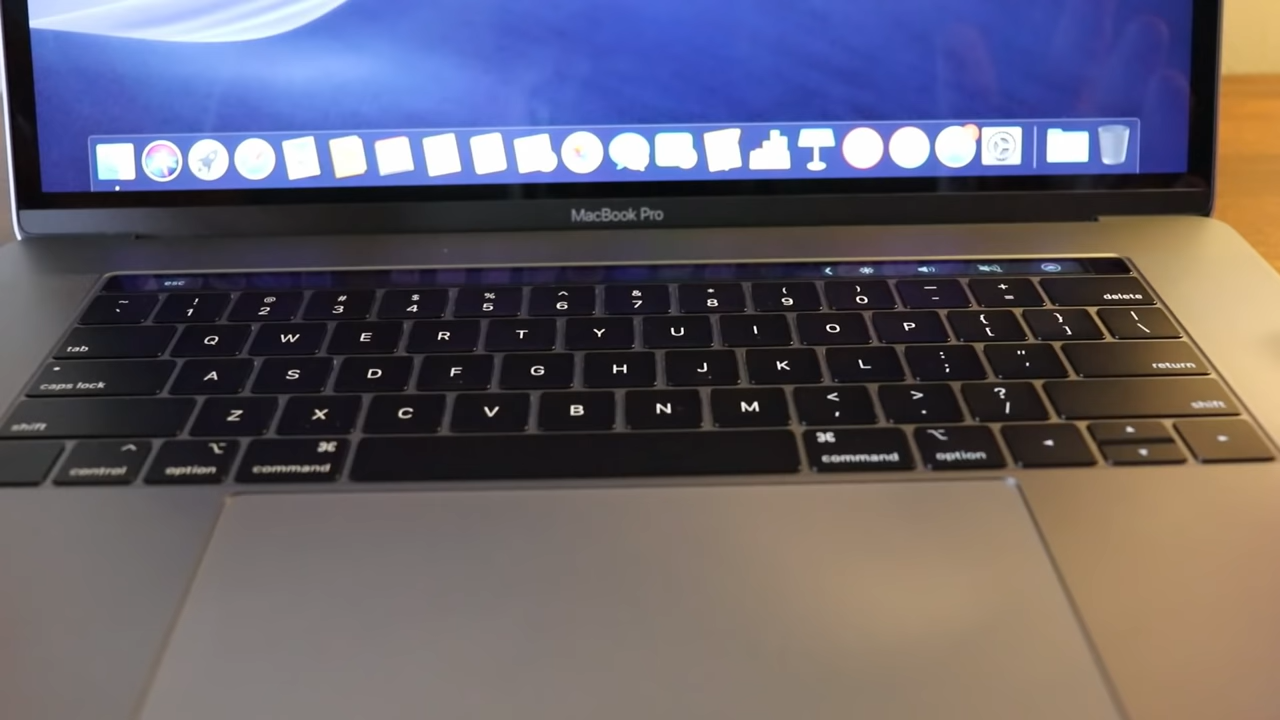 MacBook Pro
esc
~ ! @ # $ % ^ & * ( ) — +
` 1 2 3 4 5 6 7 8 9 0 - = delete
tab Q W E R T Y U I O P { [ } ] | \
caps lock A S D F G H J K L : ; " ' return
shift Z X C V B N M < , > . ? / shift
control option ⌘ command ⌘ command option